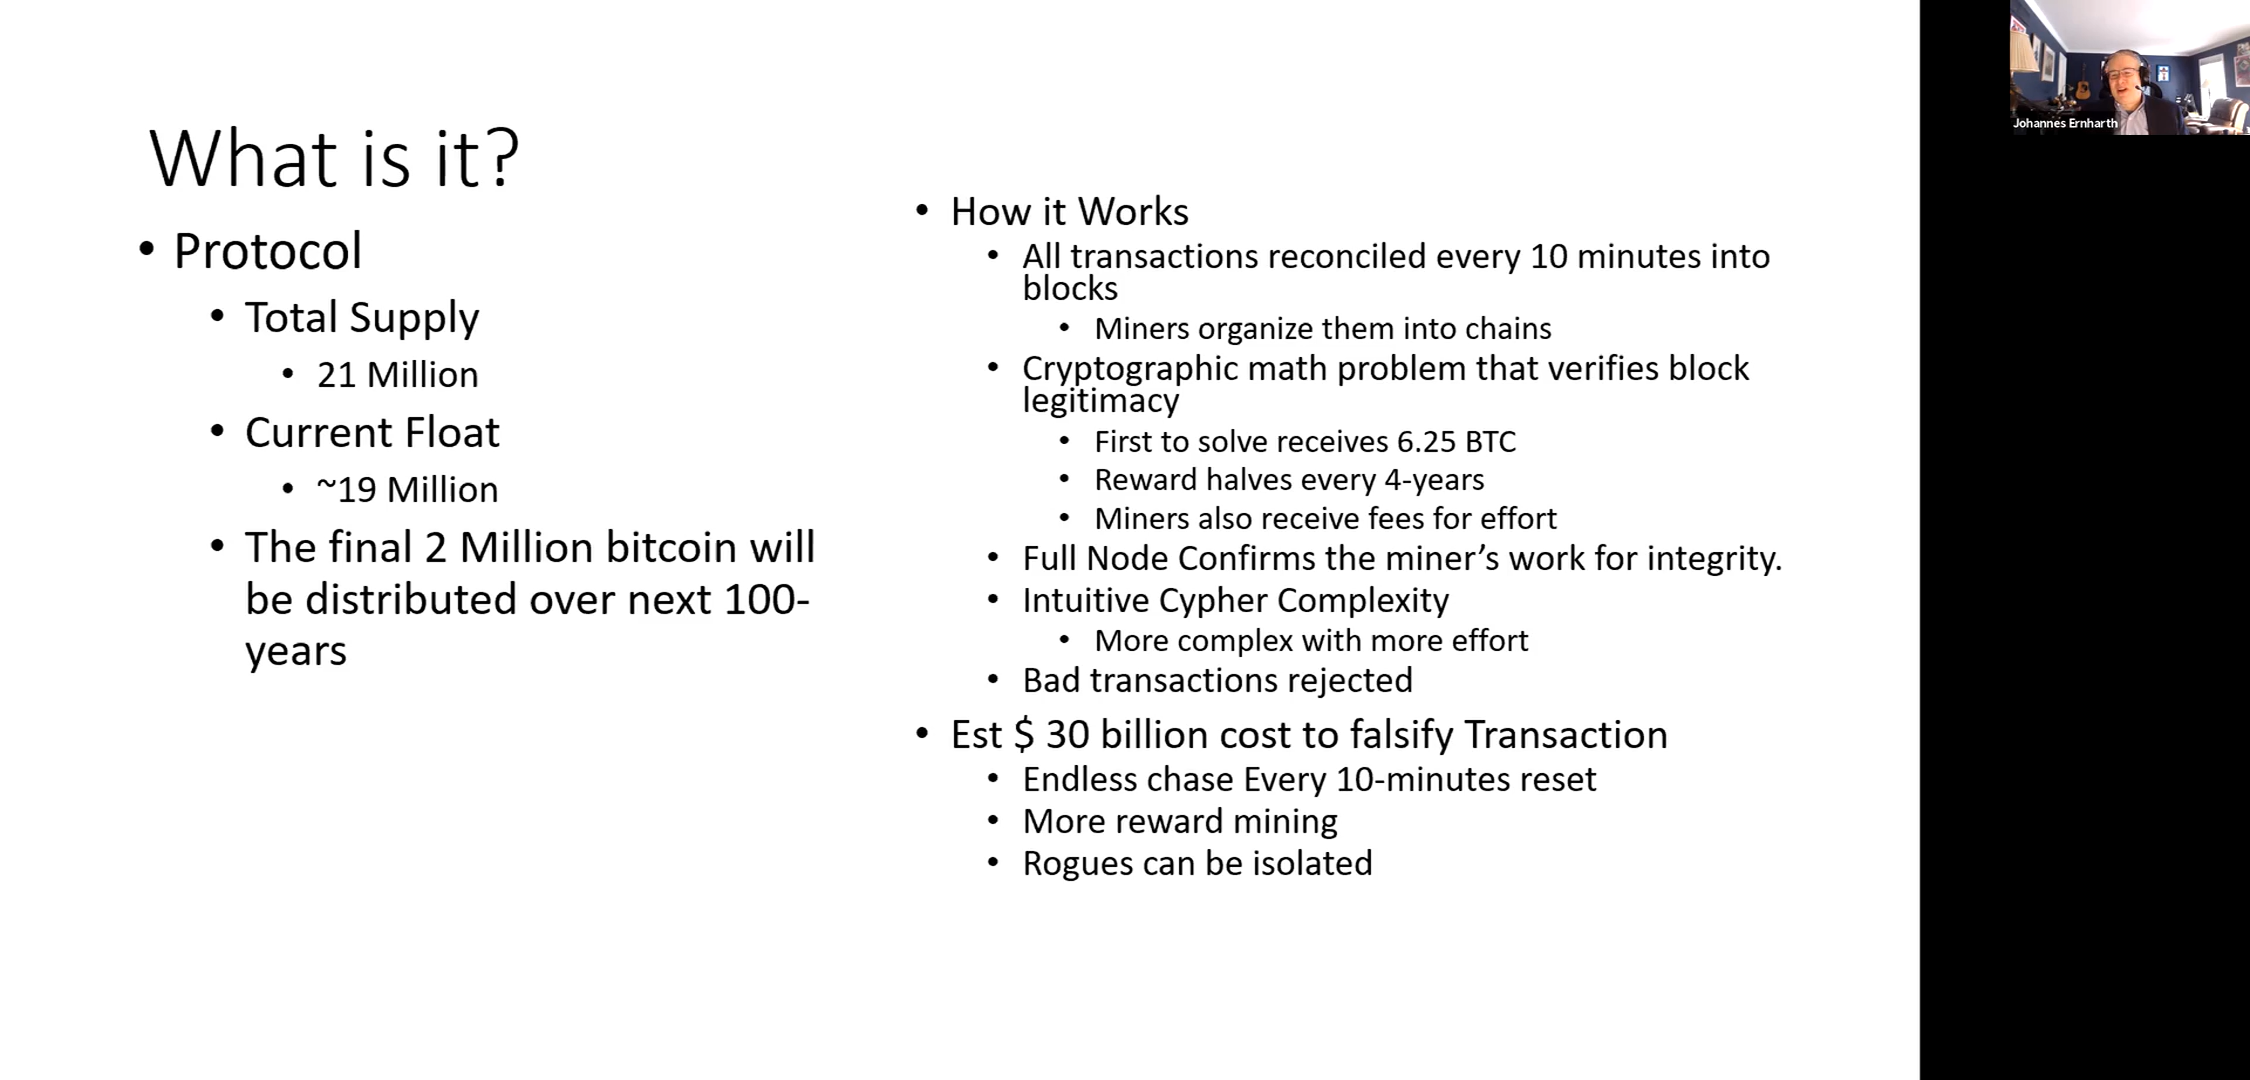 What is it?
• Protocol
• Total Supply
• 21 Million
• Current Float
• ~19 Million
• The final 2 Million bitcoin will
be distributed over next 100-
years
• How it Works
• All transactions reconciled every 10 minutes into
blocks
• Miners organize them into chains
• Cryptographic math problem that verifies block
legitimacy
• First to solve receives 6.25 BTC
• Reward halves every 4-years
• Miners also receive fees for effort
• Full Node Confirms the miner's work for integrity.
• Intuitive Cypher Complexity
• More complex with more effort
• Bad transactions rejected
• Est $ 30 billion cost to falsify Transaction
• Endless chase Every 10-minutes reset
• More reward mining
• Rogues can be isolated
Johannes Ernharth